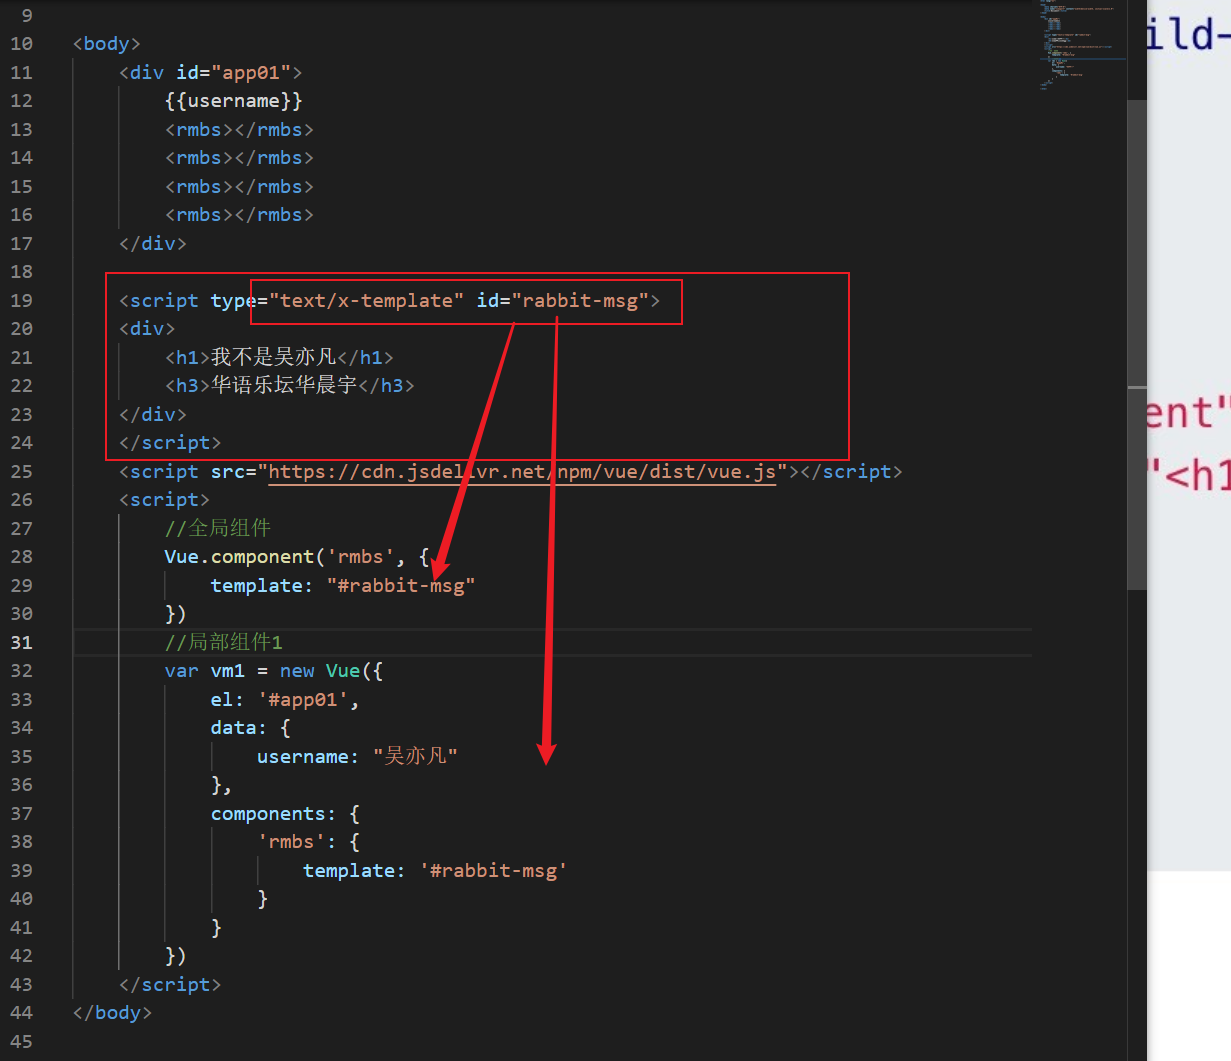 9
10 <body>
11 <div id="app01">
12 {{username}}
13 <rmbs></rmbs>
14 <rmbs></rmbs>
15 <rmbs></rmbs>
16 <rmbs></rmbs>
17 </div>
18
19 <script type="text/x-template" id="rabbit-msg">
20 <div>
21 <h1>我不是吴亦凡</h1>
22 <h3>华语乐坛华晨宇</h3>
23 </div>
24 </script>
25 <script src="https://cdn.jsdelivr.net/npm/vue/dist/vue.js"></script>
26 <script>
27 //全局组件
28 Vue.component('rmbs', {
29 template: "#rabbit-msg"
30 })
31 //局部组件1
32 var vm1 = new Vue({
33 el: '#app01',
34 data: {
35 username: "吴亦凡"
36 },
37 components: {
38 'rmbs': {
39 template: '#rabbit-msg'
40 }
41 }
42 })
43 </script>
44 </body>
45
ild-
ent"
"<h1